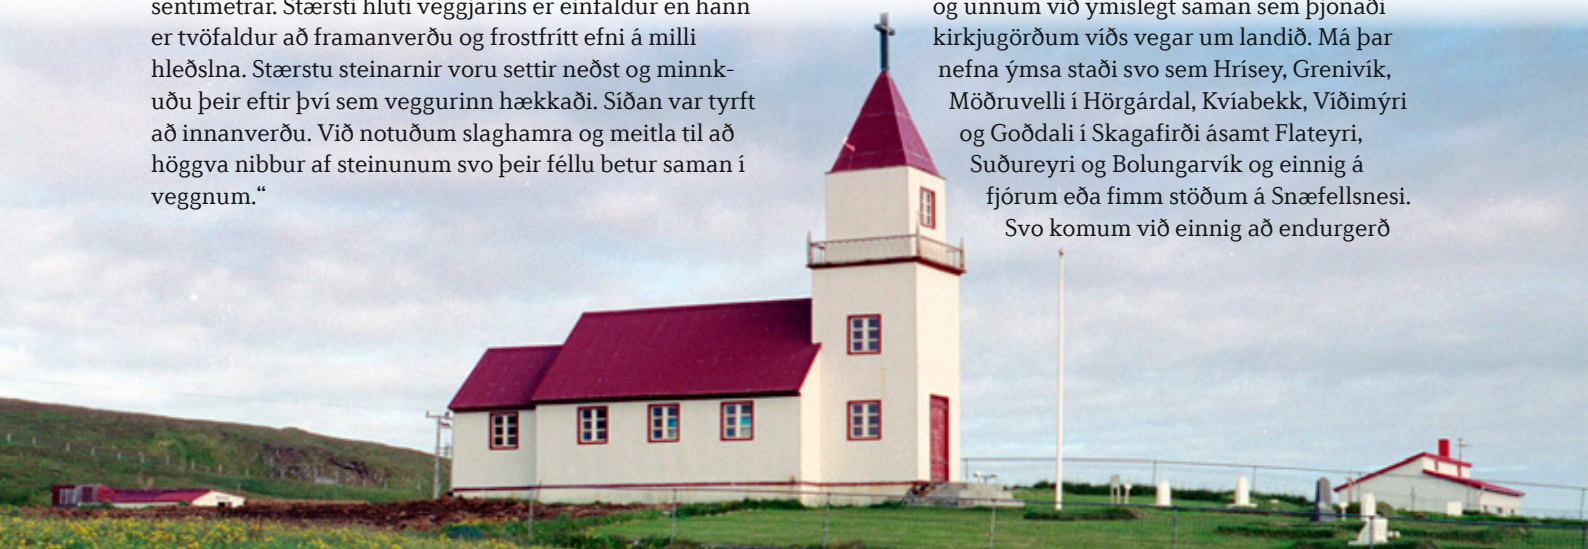 sentimetrar. Stærsti hluti veggjarins er einfaldur en hann
er tvöfaldur að framanverðu og frostfrítt efni á milli
hleðslna. Stærstu steinarnir voru settir neðst og minnk-
uðu þeir eftir því sem veggurinn hækkaði. Síðan var tyrft
að innanverðu. Við notuðum slaghamra og meitla til að
höggva nibbur af steinunum svo þeir féllu betur saman í
veggnum.“
og unnum við ýmislegt saman sem þjónaði
kirkjugörðum víðs vegar um landið. Má þar
nefna ýmsa staði svo sem Hrísey, Grenivík,
Möðruvelli í Hörgárdal, Kvíabekk, Víðimýri
og Goðdali í Skagafirði ásamt Flateyri,
Suðureyri og Bolungarvík og einnig á
fjórum eða fimm stöðum á Snæfellsnesi.
Svo komum við einnig að endurgerð